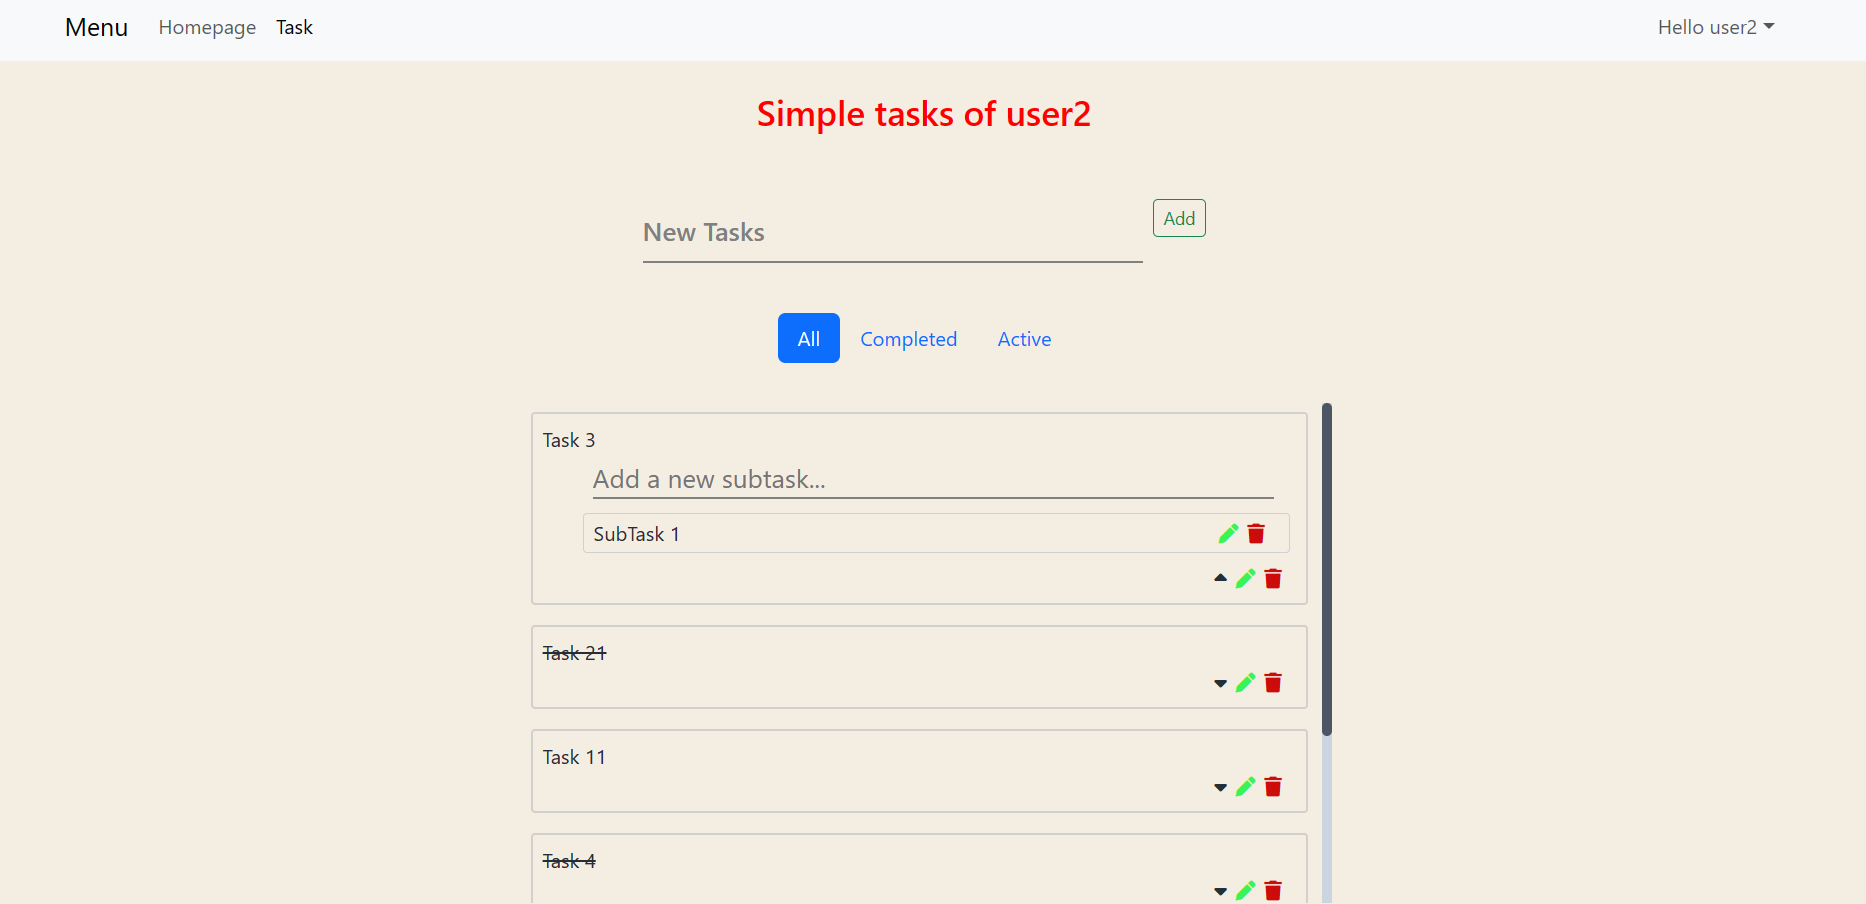 Menu Homepage Task Hello user2
Simple tasks of user2
New Tasks Add
All Completed Active
Task 3
Add a new subtask...
SubTask 1
Task 21
Task 11
Task 4